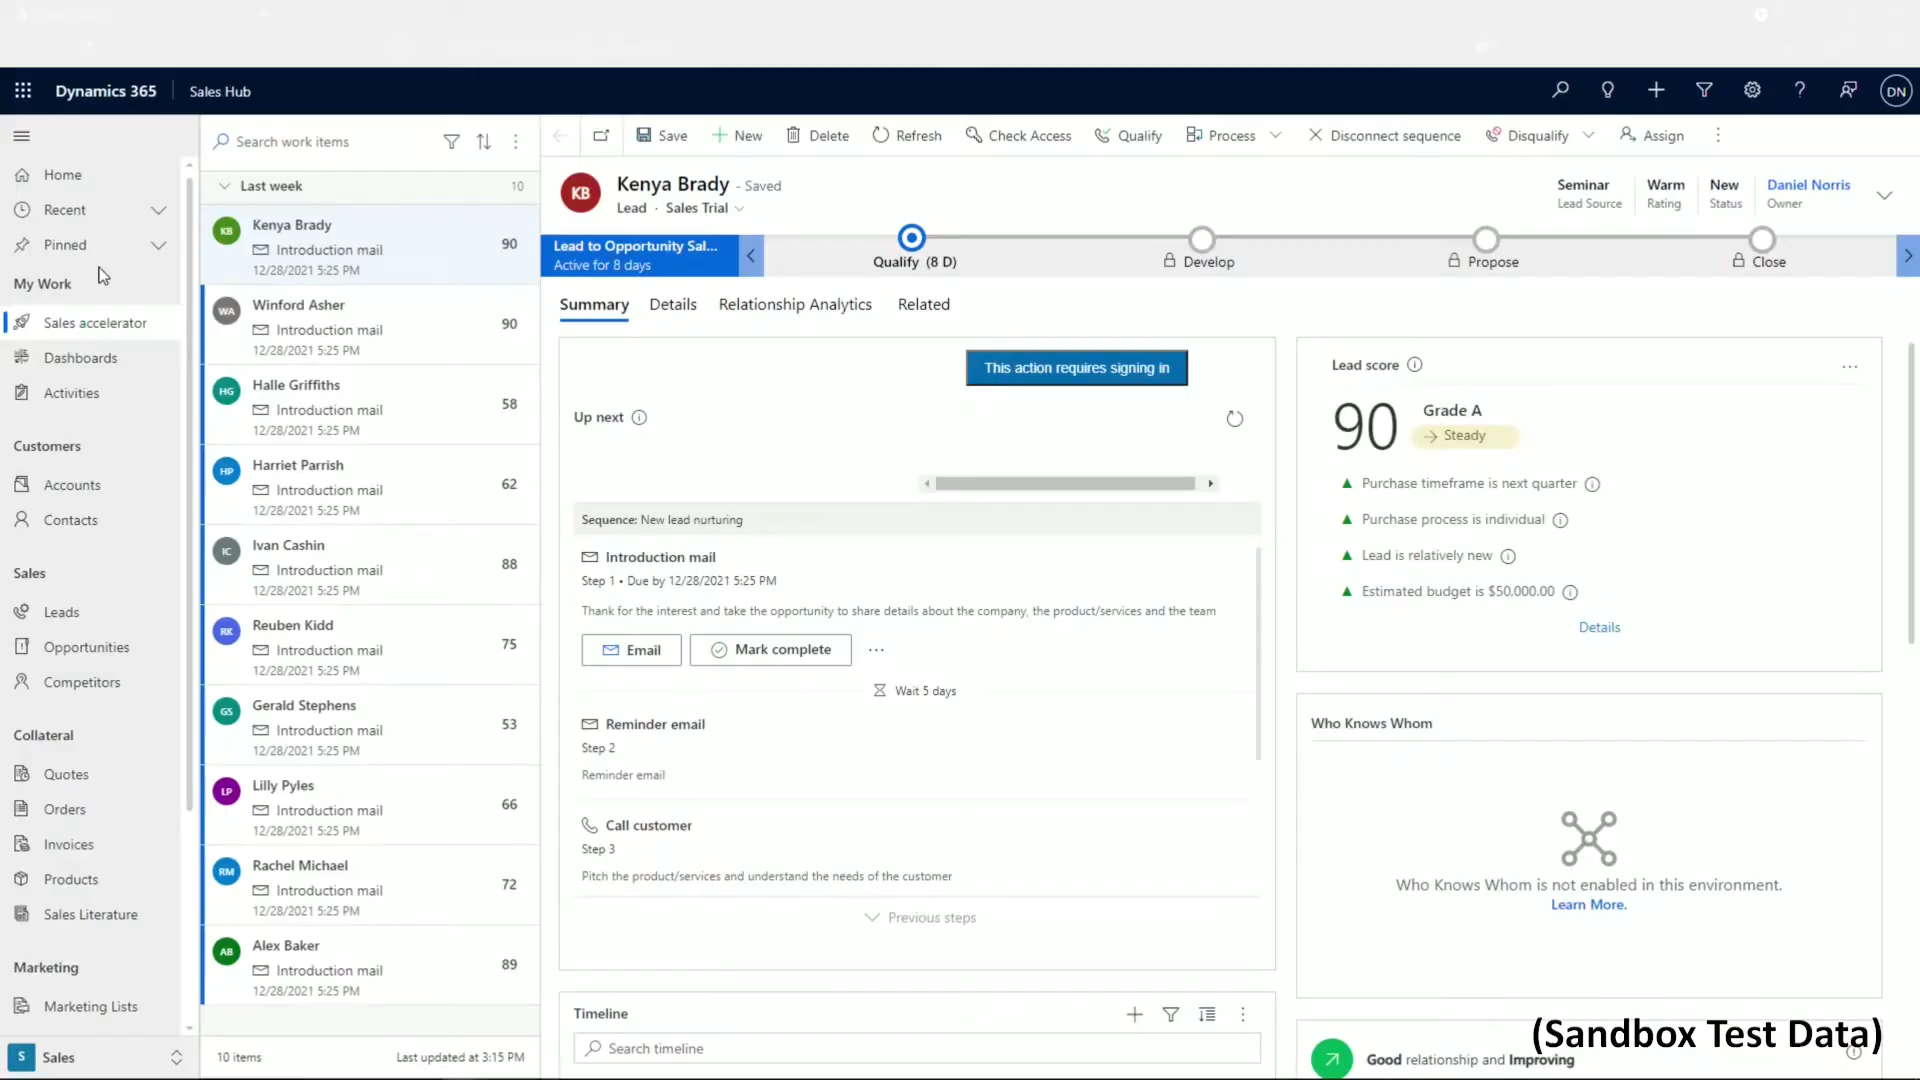 Dynamics 365
Sales Hub
DN
Home
Recent
Pinned
My Work
Sales accelerator
Dashboards
Activities
Customers
Accounts
Contacts
Sales
Leads
Opportunities
Competitors
Collateral
Quotes
Orders
Invoices
Products
Sales Literature
Marketing
Marketing Lists
S Sales
Search work items
Last week 10
KB Kenya Brady
Introduction mail 90
12/28/2021 5:25 PM
WA Winford Asher
Introduction mail 90
12/28/2021 5:25 PM
HG Halle Griffiths
Introduction mail 58
12/28/2021 5:25 PM
HP Harriet Parrish
Introduction mail 62
12/28/2021 5:25 PM
IC Ivan Cashin
Introduction mail 88
12/28/2021 5:25 PM
RK Reuben Kidd
Introduction mail 75
12/28/2021 5:25 PM
GS Gerald Stephens
Introduction mail 53
12/28/2021 5:25 PM
LP Lilly Pyles
Introduction mail 66
12/28/2021 5:25 PM
RM Rachel Michael
Introduction mail 72
12/28/2021 5:25 PM
AB Alex Baker
Introduction mail 89
12/28/2021 5:25 PM
10 items Last updated at 3:15 PM
Save New Delete Refresh Check Access Qualify Process Disconnect sequence Disqualify Assign
KB Kenya Brady - Saved
Lead · Sales Trial
Seminar Warm New Daniel Norris
Lead Source Rating Status Owner
Lead to Opportunity Sal...
Active for 8 days
Qualify (8 D) Develop Propose Close
Summary Details Relationship Analytics Related
This action requires signing in
Up next
Sequence: New lead nurturing
Introduction mail
Step 1 • Due by 12/28/2021 5:25 PM
Thank for the interest and take the opportunity to share details about the company, the product/services and the team
Email Mark complete ...
Wait 5 days
Reminder email
Step 2
Reminder email
Call customer
Step 3
Pitch the product/services and understand the needs of the customer
Previous steps
Timeline
Search timeline
Lead score
90 Grade A
Steady
Purchase timeframe is next quarter
Purchase process is individual
Lead is relatively new
Estimated budget is $50,000.00
Details
Who Knows Whom
Who Knows Whom is not enabled in this environment.
Learn More.
(Sandbox Test Data)
Good relationship and Improving